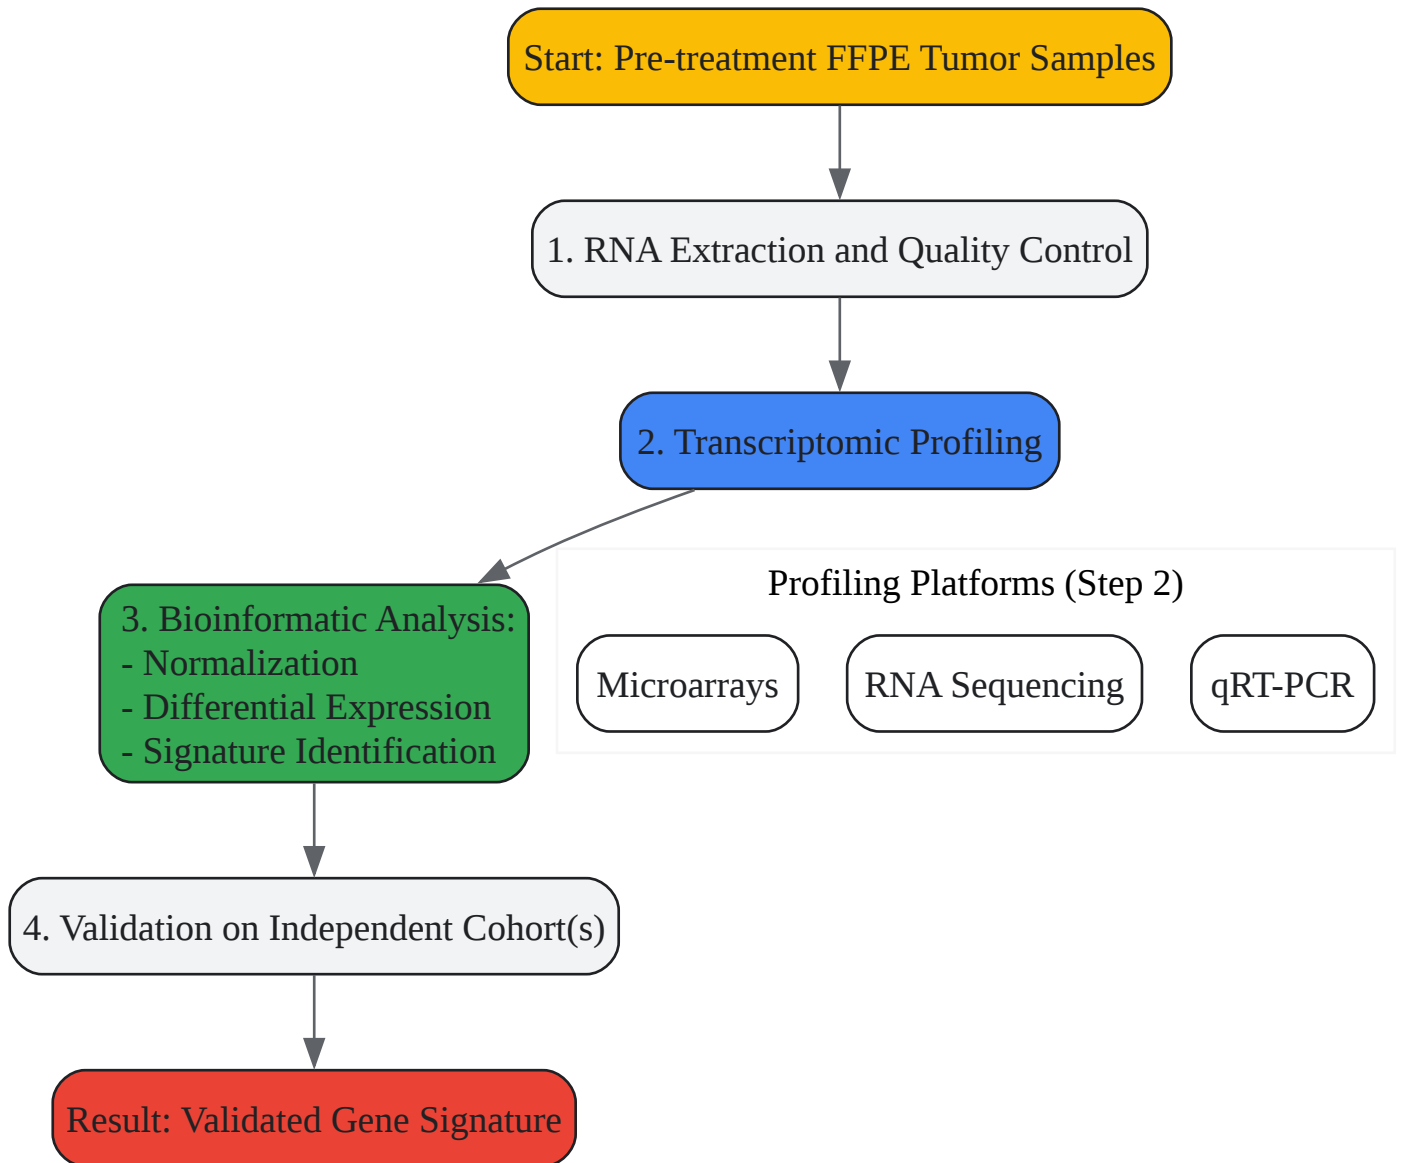 Start: Pre-treatment FFPE Tumor Samples
1. RNA Extraction and Quality Control
2. Transcriptomic Profiling
Profiling Platforms (Step 2)
Microarrays
RNA Sequencing
qRT-PCR
3. Bioinformatic Analysis:
- Normalization
- Differential Expression
- Signature Identification
4. Validation on Independent Cohort(s)
Result: Validated Gene Signature